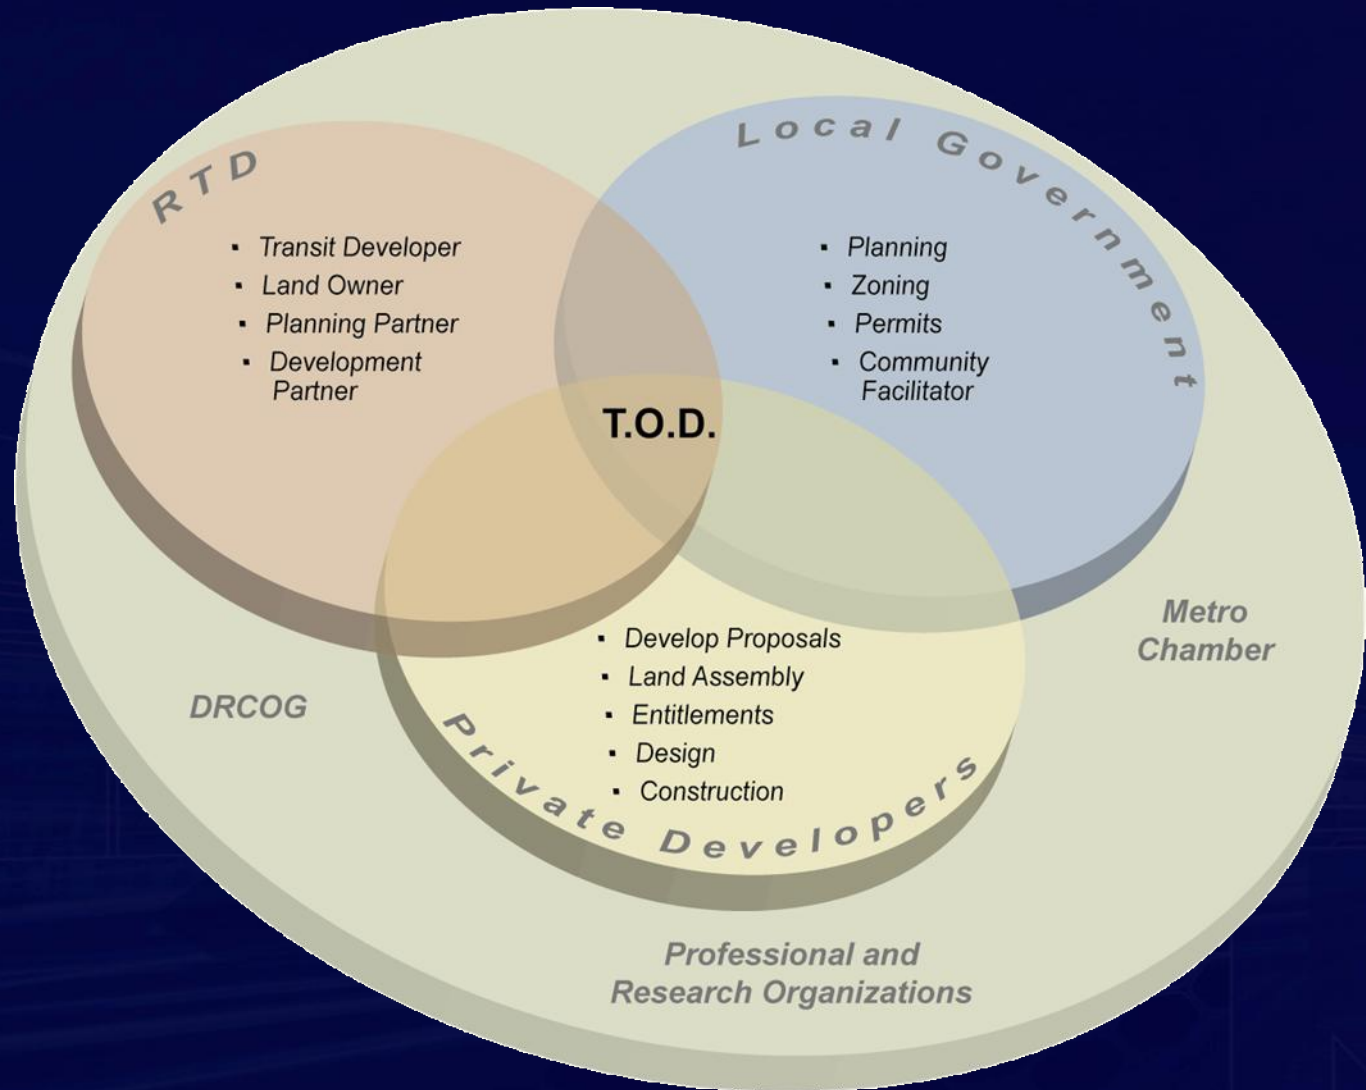 RTD
▪ Transit Developer
▪ Land Owner
▪ Planning Partner
▪ Development
Partner
Local Government
▪ Planning
▪ Zoning
▪ Permits
▪ Community
Facilitator
T.O.D.
▪ Develop Proposals
▪ Land Assembly
▪ Entitlements
▪ Design
▪ Construction
Private Developers
DRCOG
Metro
Chamber
Professional and
Research Organizations